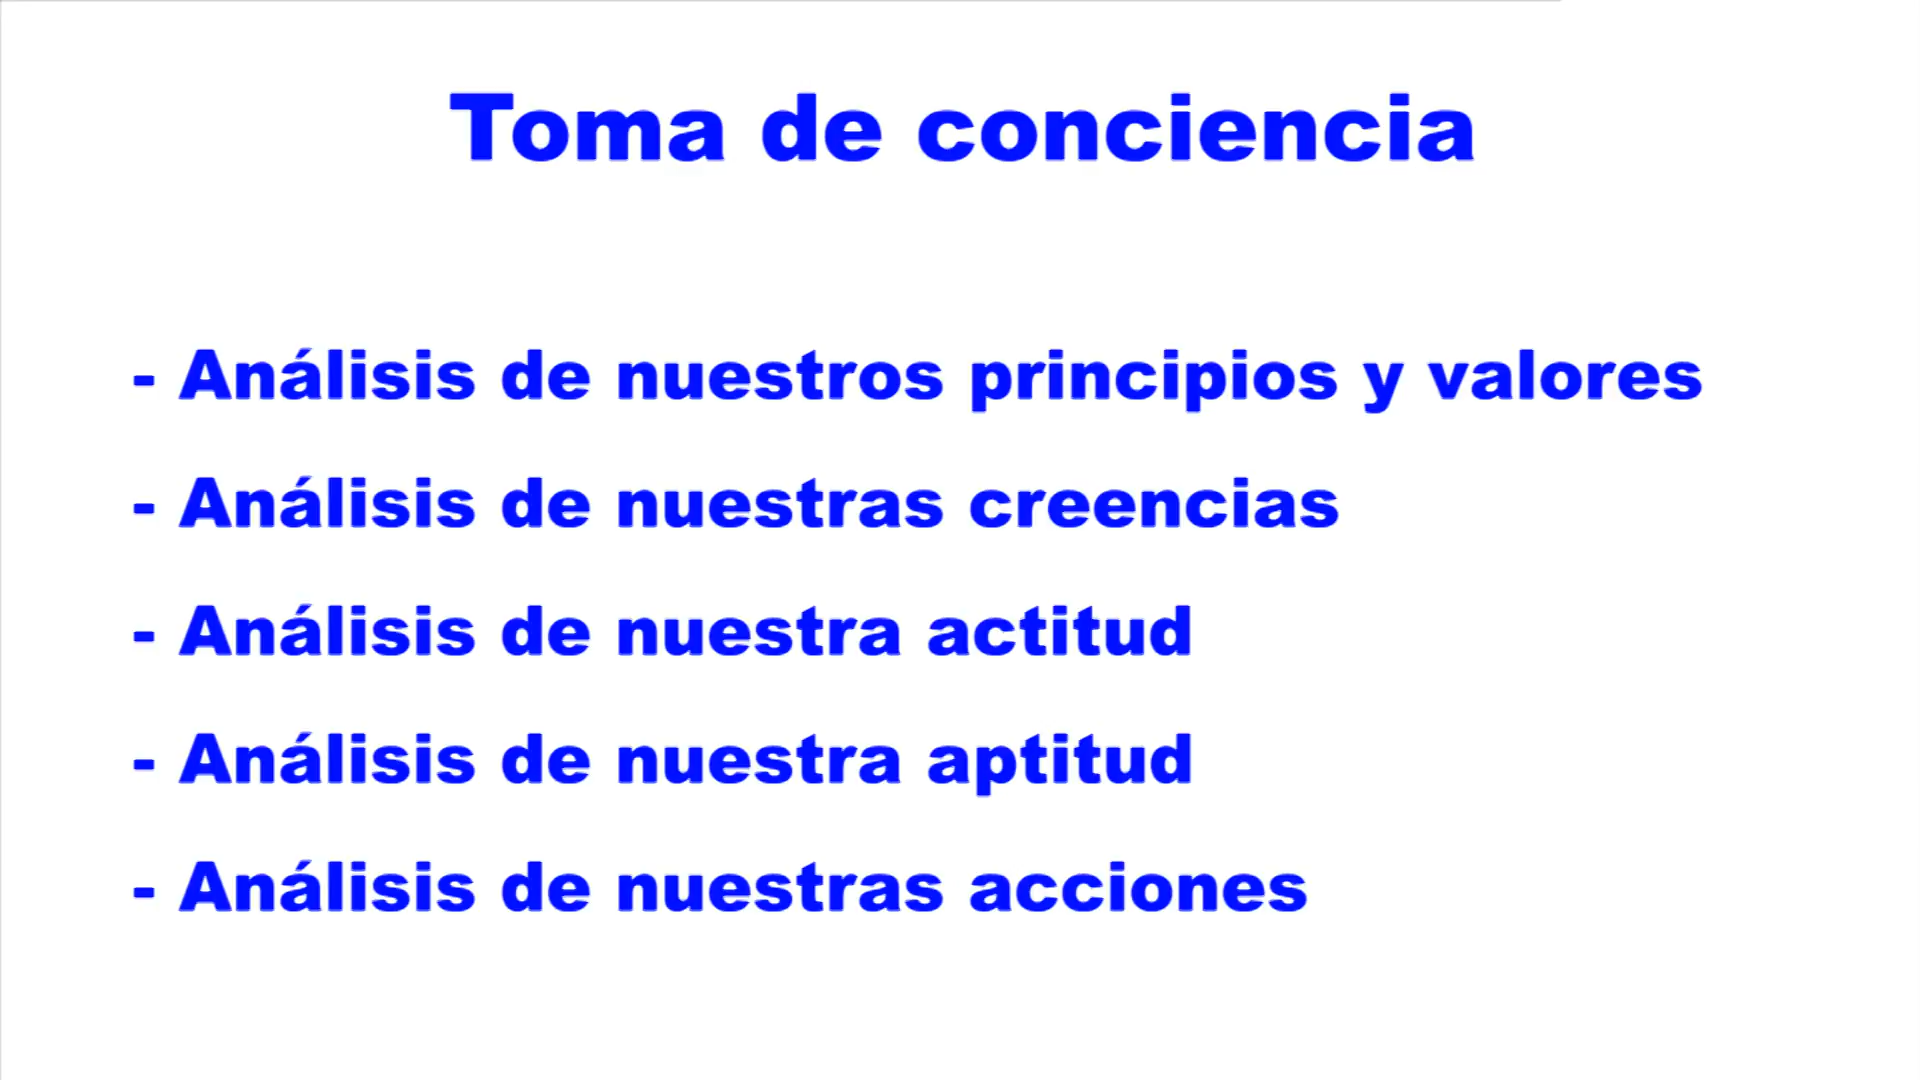 Toma de conciencia
- Análisis de nuestros principios y valores
- Análisis de nuestras creencias
- Análisis de nuestra actitud
- Análisis de nuestra aptitud
- Análisis de nuestras acciones